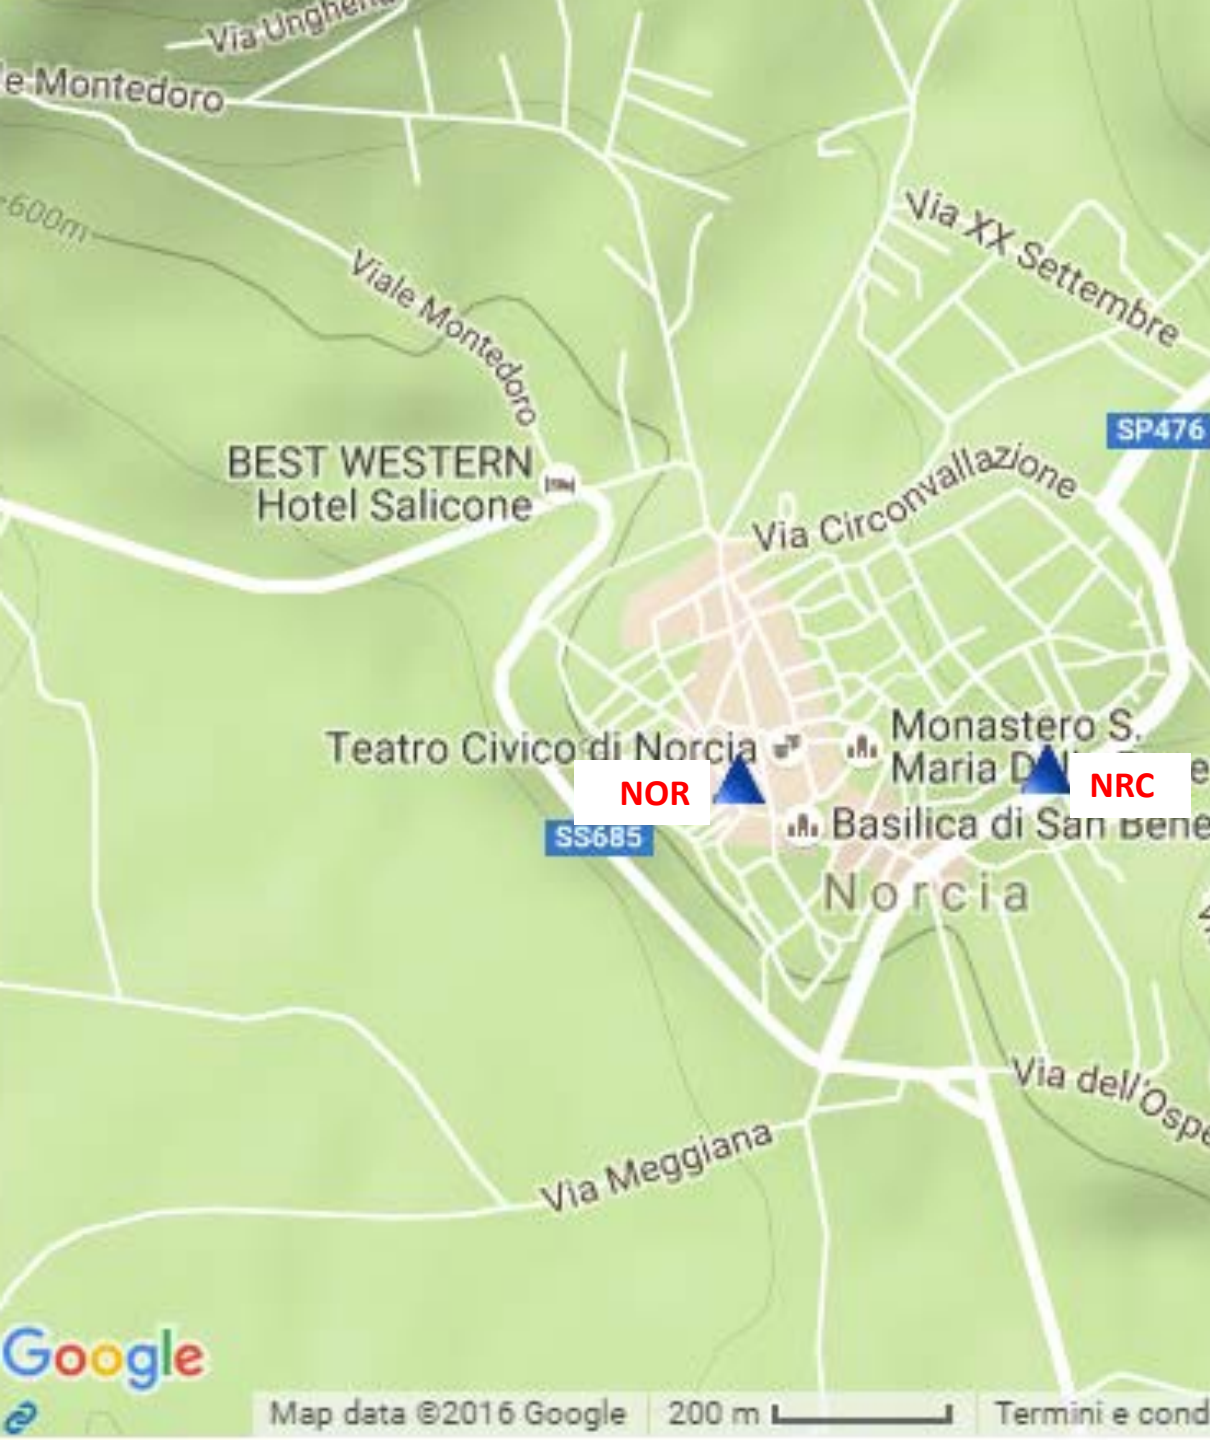 Via Ungheria
le Montedoro
600m
Via XX Settembre
Viale Montedoro
SP476
BEST WESTERN
Hotel Salicone
Via Circonvallazione
Teatro Civico di Norcia
Monastero S.
Maria
NOR
NRC
Basilica di San Bene
SS685
Norcia
Via dell'Ospe
Via Meggiana
Google
Map data ©2016 Google
200 m
Termini e cond